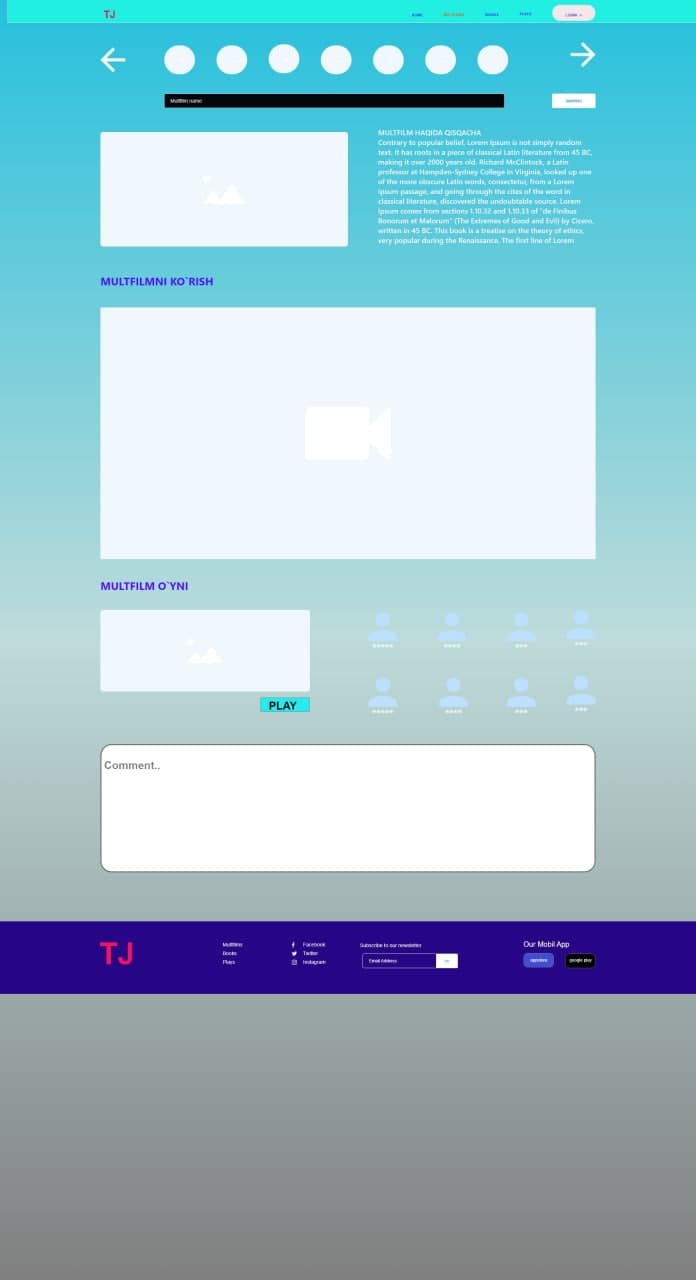 TJ
HOME
BOOKS
PLAYS
LOGIN
Multfilm name
MULTFILM HAQIDA QISQACHA
Contrary to popular belief, Lorem Ipsum is not simply random
text. It has roots in a piece of classical Latin literature from 45 BC,
making it over 2000 years old. Richard McClintock, a Latin
professor at Hampden-Sydney College in Virginia, looked up one
of the more obscure Latin words, consectetur, from a Lorem
Ipsum passage, and going through the cites of the word in
classical literature, discovered the undoubtable source. Lorem
Ipsum comes from sections 1.10.32 and 1.10.33 of "de Finibus
Bonorum et Malorum" (The Extremes of Good and Evil) by Cicero,
written in 45 BC. This book is a treatise on the theory of ethics,
very popular during the Renaissance. The first line of Lorem
MULTFILMNI KO`RISH
MULTFILM O`YNI
PLAY
Comment..
TJ
Multfilms
Books
Plays
Facebook
Twitter
Instagram
Subscribe to our newsletter
Email Address
Our Mobil App
appstore
google play